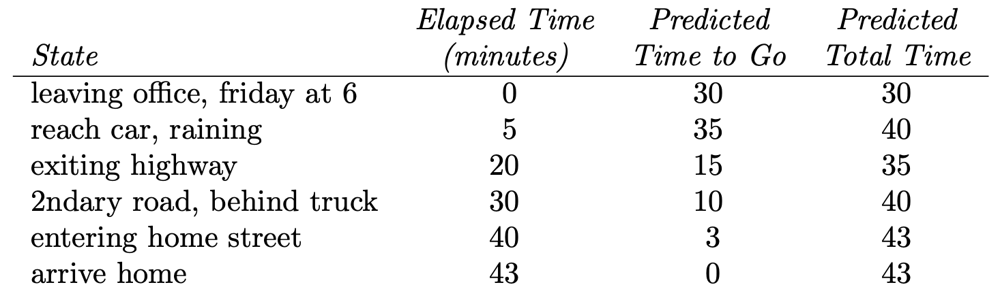 Elapsed Time Predicted Predicted
State (minutes) Time to Go Total Time
leaving office, friday at 6 0 30 30
reach car, raining 5 35 40
exiting highway 20 15 35
2ndary road, behind truck 30 10 40
entering home street 40 3 43
arrive home 43 0 43